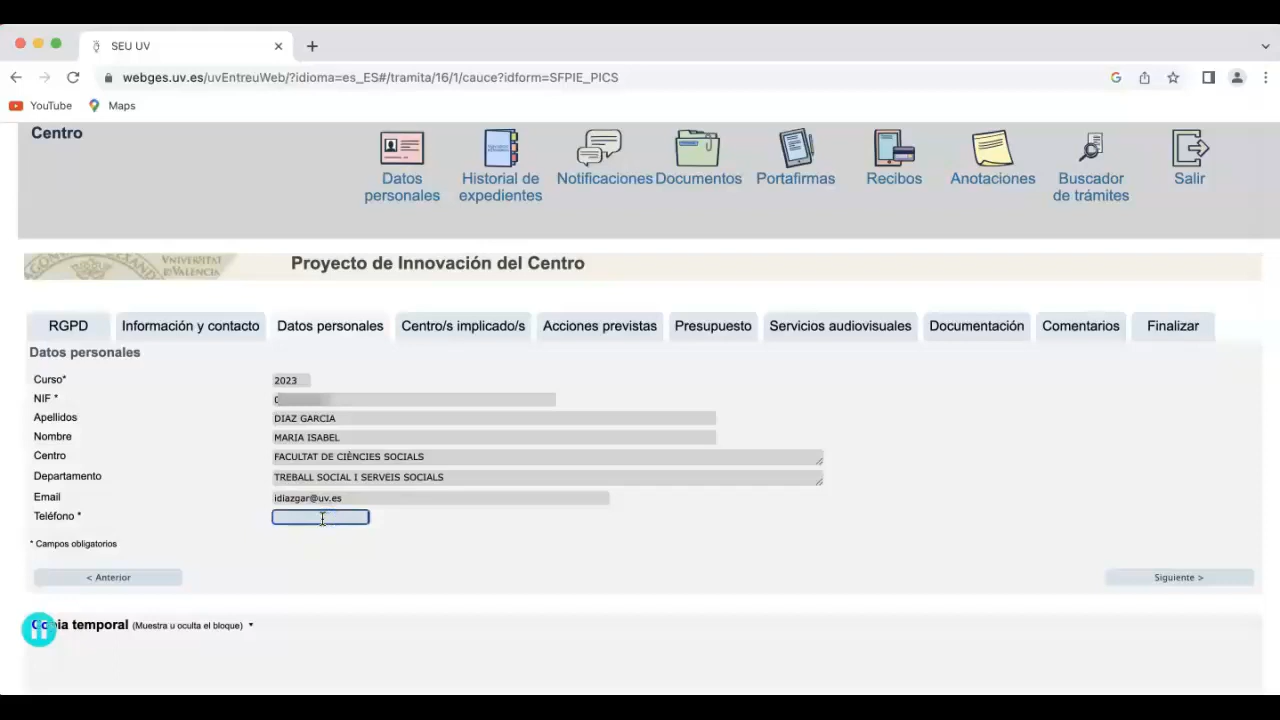 SEU UV
webges.uv.es/uvEntreuWeb/?idioma=es_ES#/tramita/16/1/cauce?idform=SFPIE_PICS
YouTube Maps
Centro
Datos personales
Historial de expedientes
Notificaciones
Documentos
Portafirmas
Recibos
Anotaciones
Buscador de trámites
Salir
VNIVERSITAT
Proyecto de Innovación del Centro
RGPD Información y contacto Datos personales Centro/s implicado/s Acciones previstas Presupuesto Servicios audiovisuales Documentación Comentarios Finalizar
Datos personales
Curso* 2023
NIF *
Apellidos DIAZ GARCIA
Nombre MARIA ISABEL
Centro FACULTAT DE CIÈNCIES SOCIALS
Departamento TREBALL SOCIAL I SERVEIS SOCIALS
Email idiazgar@uv.es
Teléfono *
* Campos obligatorios
< Anterior Siguiente >
Copia temporal (Muestra u oculta el bloque)